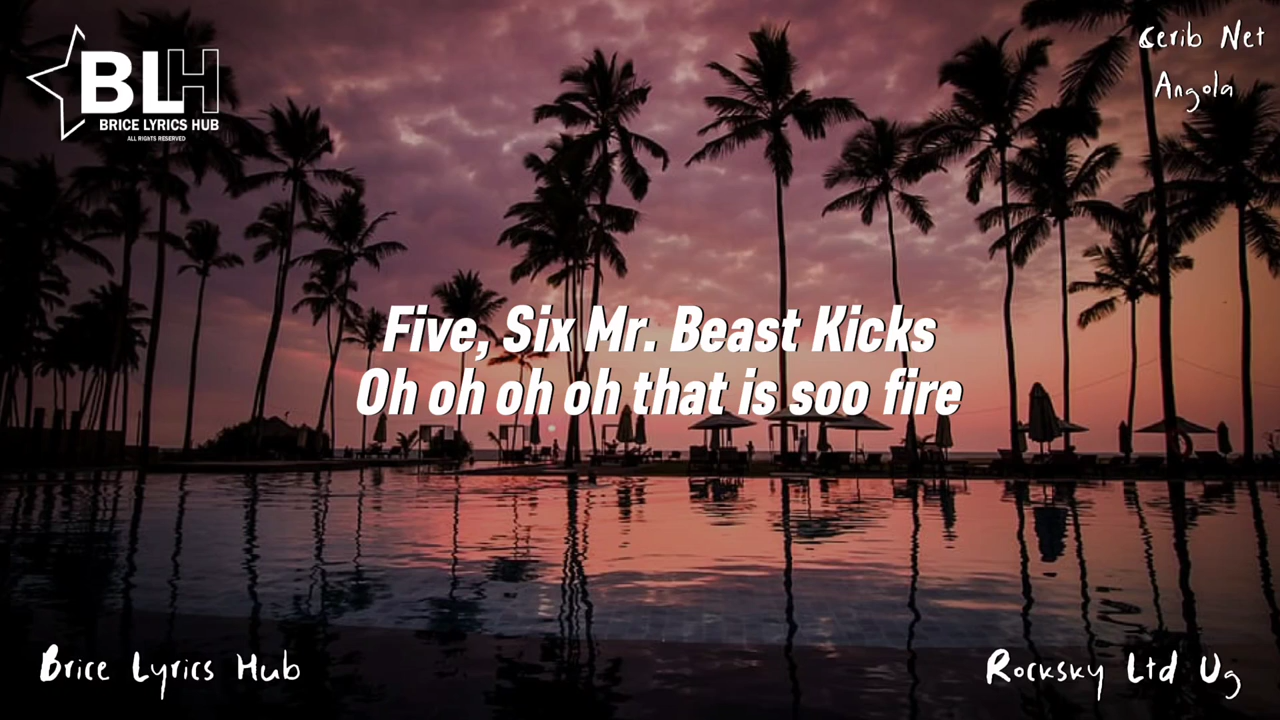 BLH
BRICE LYRICS HUB
ALL RIGHTS RESERVED
Cerib Net
Angola
Five, Six Mr. Beast Kicks
Oh oh oh oh that is soo fire
Brice Lyrics Hub
Rocksky Ltd Ug